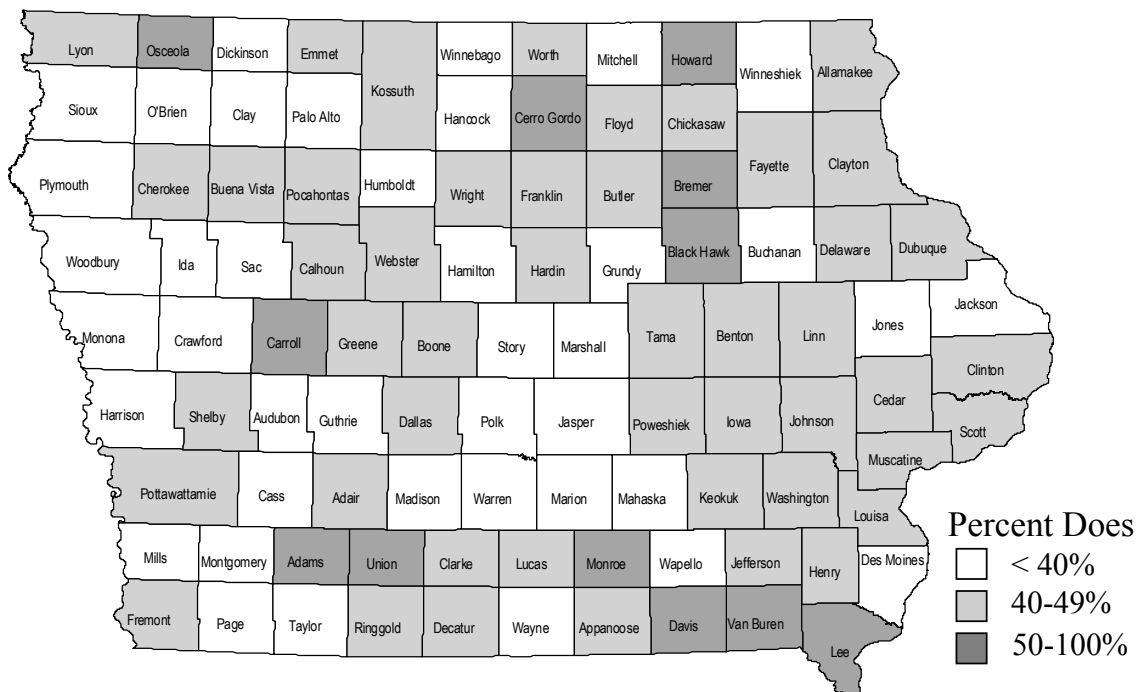 Lyon Osceola Dickinson Emmet Winnebago Worth Mitchell Howard Winneshiek Allamakee
Kossuth
Sioux O'Brien Clay Palo Alto Hancock Cerro Gordo Floyd Chickasaw
Fayette Clayton
Plymouth Cherokee Buena Vista Pocahontas Humboldt Wright Franklin Butler Bremer
Woodbury Ida Sac Calhoun Webster Hamilton Hardin Grundy Black Hawk Buchanan Delaware Dubuque
Jackson
Monona Crawford Carroll Greene Boone Story Marshall Tama Benton Linn Jones
Clinton
Harrison Shelby Audubon Guthrie Dallas Polk Jasper Poweshiek Iowa Johnson Cedar
Scott
Muscatine
Pottawattamie Cass Adair Madison Warren Marion Mahaska Keokuk Washington
Louisa
Percent Does
Mills Montgomery Adams Union Clarke Lucas Monroe Wapello Jefferson Henry Des Moines
< 40%
40-49%
Fremont Page Taylor Ringgold Decatur Wayne Appanoose Davis Van Buren
50-100%
Lee